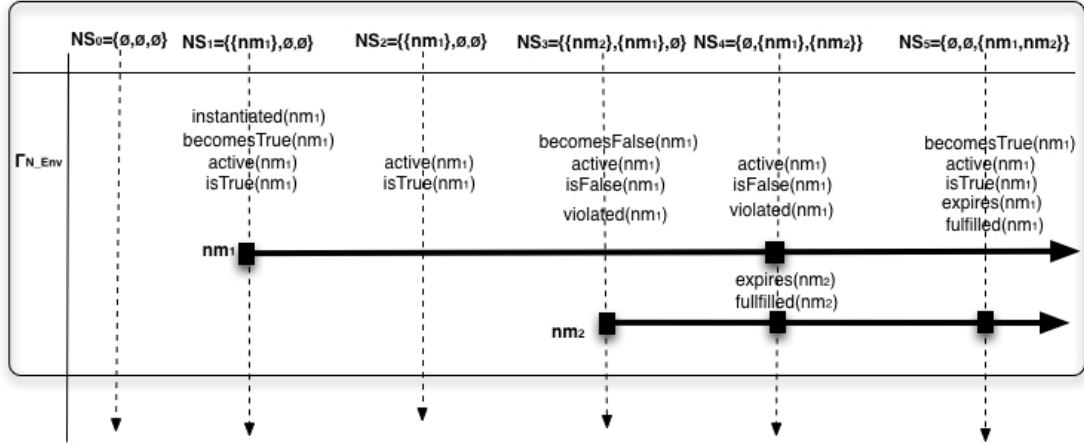 NS₀={ø,ø,ø} NS₁={{nm₁},ø,ø} NS₂={{nm₁},ø,ø} NS₃={{nm₂},{nm₁},ø} NS₄={ø,{nm₁},{nm₂}} NS₅={ø,ø,{nm₁,nm₂}}
Γ_N_Env
instantiated(nm₁)
becomesTrue(nm₁)
active(nm₁)
isTrue(nm₁)
active(nm₁)
isTrue(nm₁)
becomesFalse(nm₁)
active(nm₁)
isFalse(nm₁)
violated(nm₁)
active(nm₁)
isFalse(nm₁)
violated(nm₁)
becomesTrue(nm₁)
active(nm₁)
isTrue(nm₁)
expires(nm₁)
fulfilled(nm₁)
nm₁
expires(nm₂)
fullfilled(nm₂)
nm₂